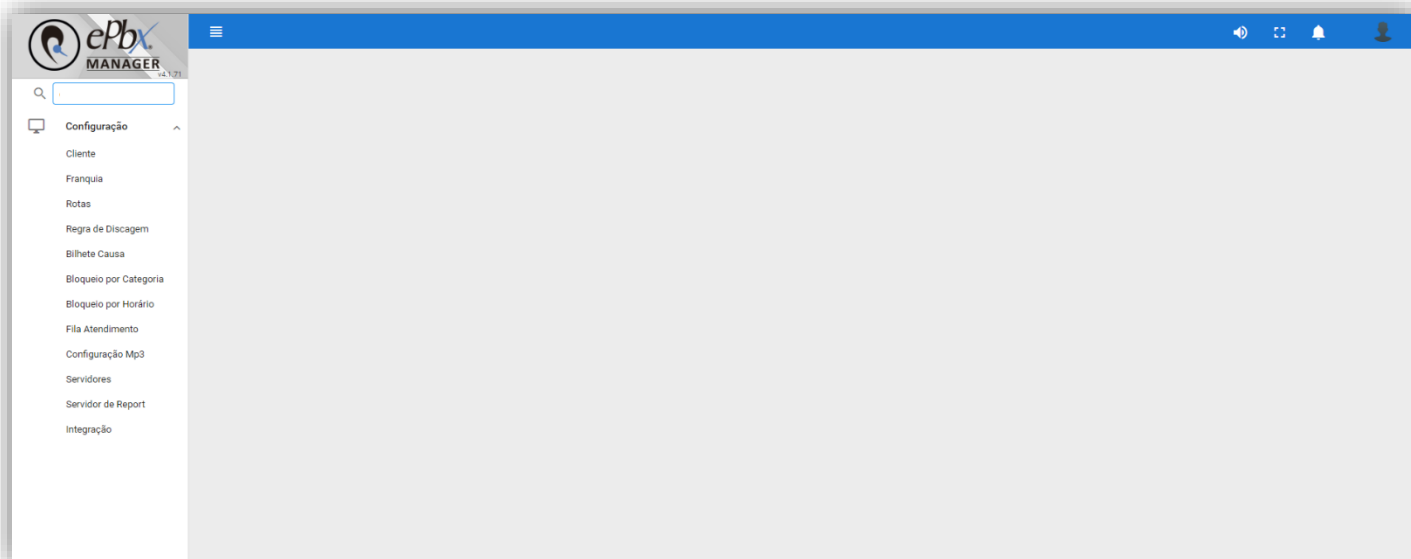 ePbx.
MANAGER
v4.1.71
Configuração
Cliente
Franquia
Rotas
Regra de Discagem
Bilhete Causa
Bloqueio por Categoria
Bloqueio por Horário
Fila Atendimento
Configuração Mp3
Servidores
Servidor de Report
Integração